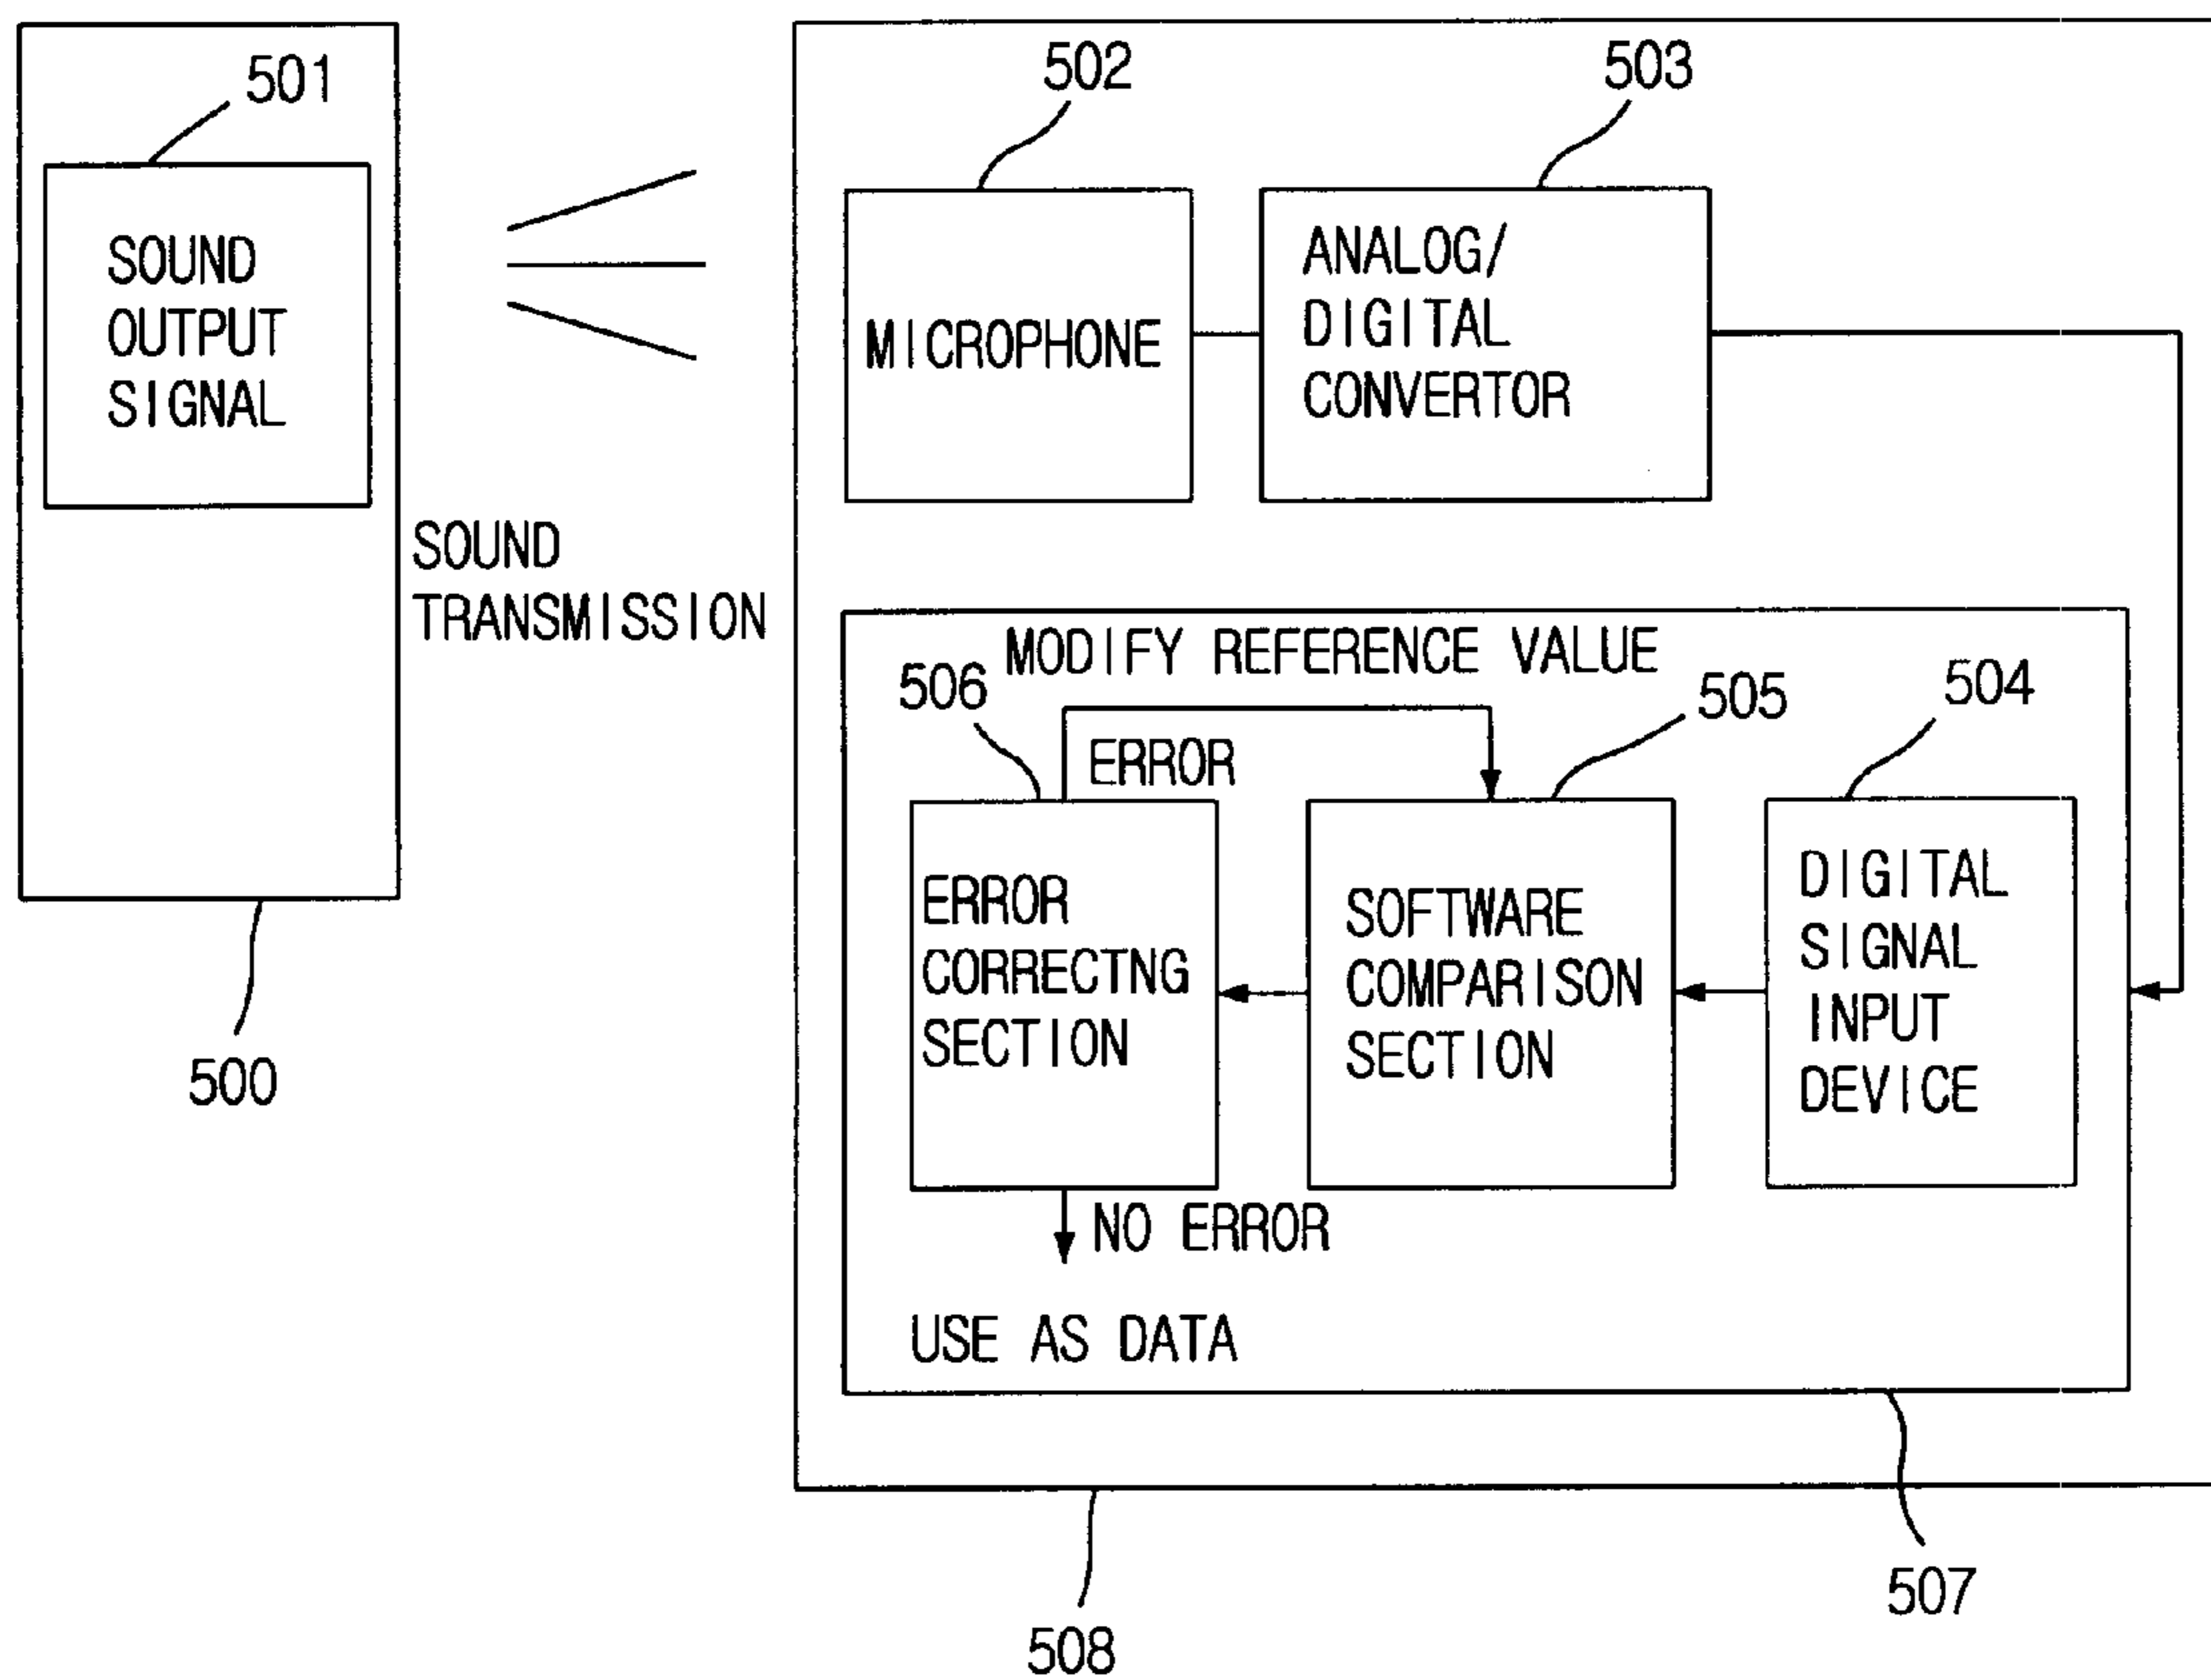 501
SOUND
OUTPUT
SIGNAL
500
SOUND
TRANSMISSION
502
503
MICROPHONE
ANALOG/
DIGITAL
CONVERTOR
MODIFY REFERENCE VALUE
506
505
504
ERROR
ERROR
CORRECTNG
SECTION
SOFTWARE
COMPARISON
SECTION
DIGITAL
SIGNAL
INPUT
DEVICE
NO ERROR
USE AS DATA
507
508